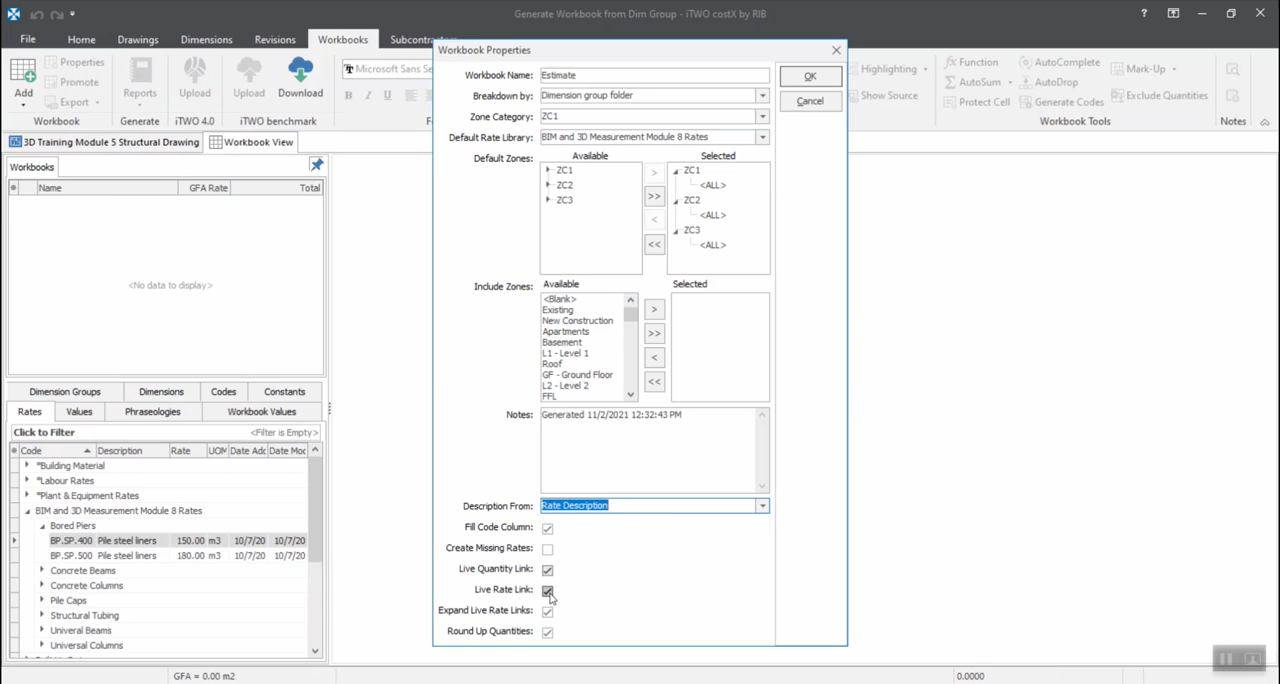 Generate Workbook from Dim Group - iTWO costX by RIB
File Home Drawings Dimensions Revisions Workbooks
Add
Workbook
Properties
Promote
Export
Reports
Generate
Upload
iTWO 4.0
Upload Download
iTWO benchmark
Microsoft Sans
B I U
Highlighting
Show Source
Function
AutoSum
Protect Cell
AutoComplete
AutoDrop
Generate Codes
Mark-Up
Exclude Quantities
Workbook Tools
Notes
3D Training Module 5 Structural Drawing Workbook View
Workbooks
Name GFA Rate Total
<No data to display>
Dimension Groups Dimensions Codes Constants
Rates Values Phraseologies Workbook Values
Click to Filter <Filter is Empty>
Code Description Rate UOM Date Adc Date Moc
*Building Material
*Labour Rates
*Plant & Equipment Rates
BIM and 3D Measurement Module 8 Rates
Bored Piers
BP.SP.400 Pile steel liners 150.00 m3 10/7/20 10/7/20
BP.SP.500 Pile steel liners 180.00 m3 10/7/20 10/7/20
Concrete Beams
Concrete Columns
Pile Caps
Structural Tubing
Univeral Beams
Universal Columns
GFA = 0.00 m2 0.0000
Workbook Properties
Workbook Name: Estimate
Breakdown by: Dimension group folder
Zone Category: ZC1
Default Rate Library: BIM and 3D Measurement Module 8 Rates
Default Zones: Available Selected
ZC1
ZC2
ZC3
>
>>
<
<<
ZC1
<ALL>
ZC2
<ALL>
ZC3
<ALL>
Include Zones: Available Selected
<Blank>
Existing
New Construction
Apartments
Basement
L1 - Level 1
Roof
GF - Ground Floor
L2 - Level 2
FFL
>
>>
<
<<
Notes: Generated 11/2/2021 12:32:43 PM
Description From: Rate Description
Fill Code Column:
Create Missing Rates:
Live Quantity Link:
Live Rate Link:
Expand Live Rate Links:
Round Up Quantities:
OK
Cancel